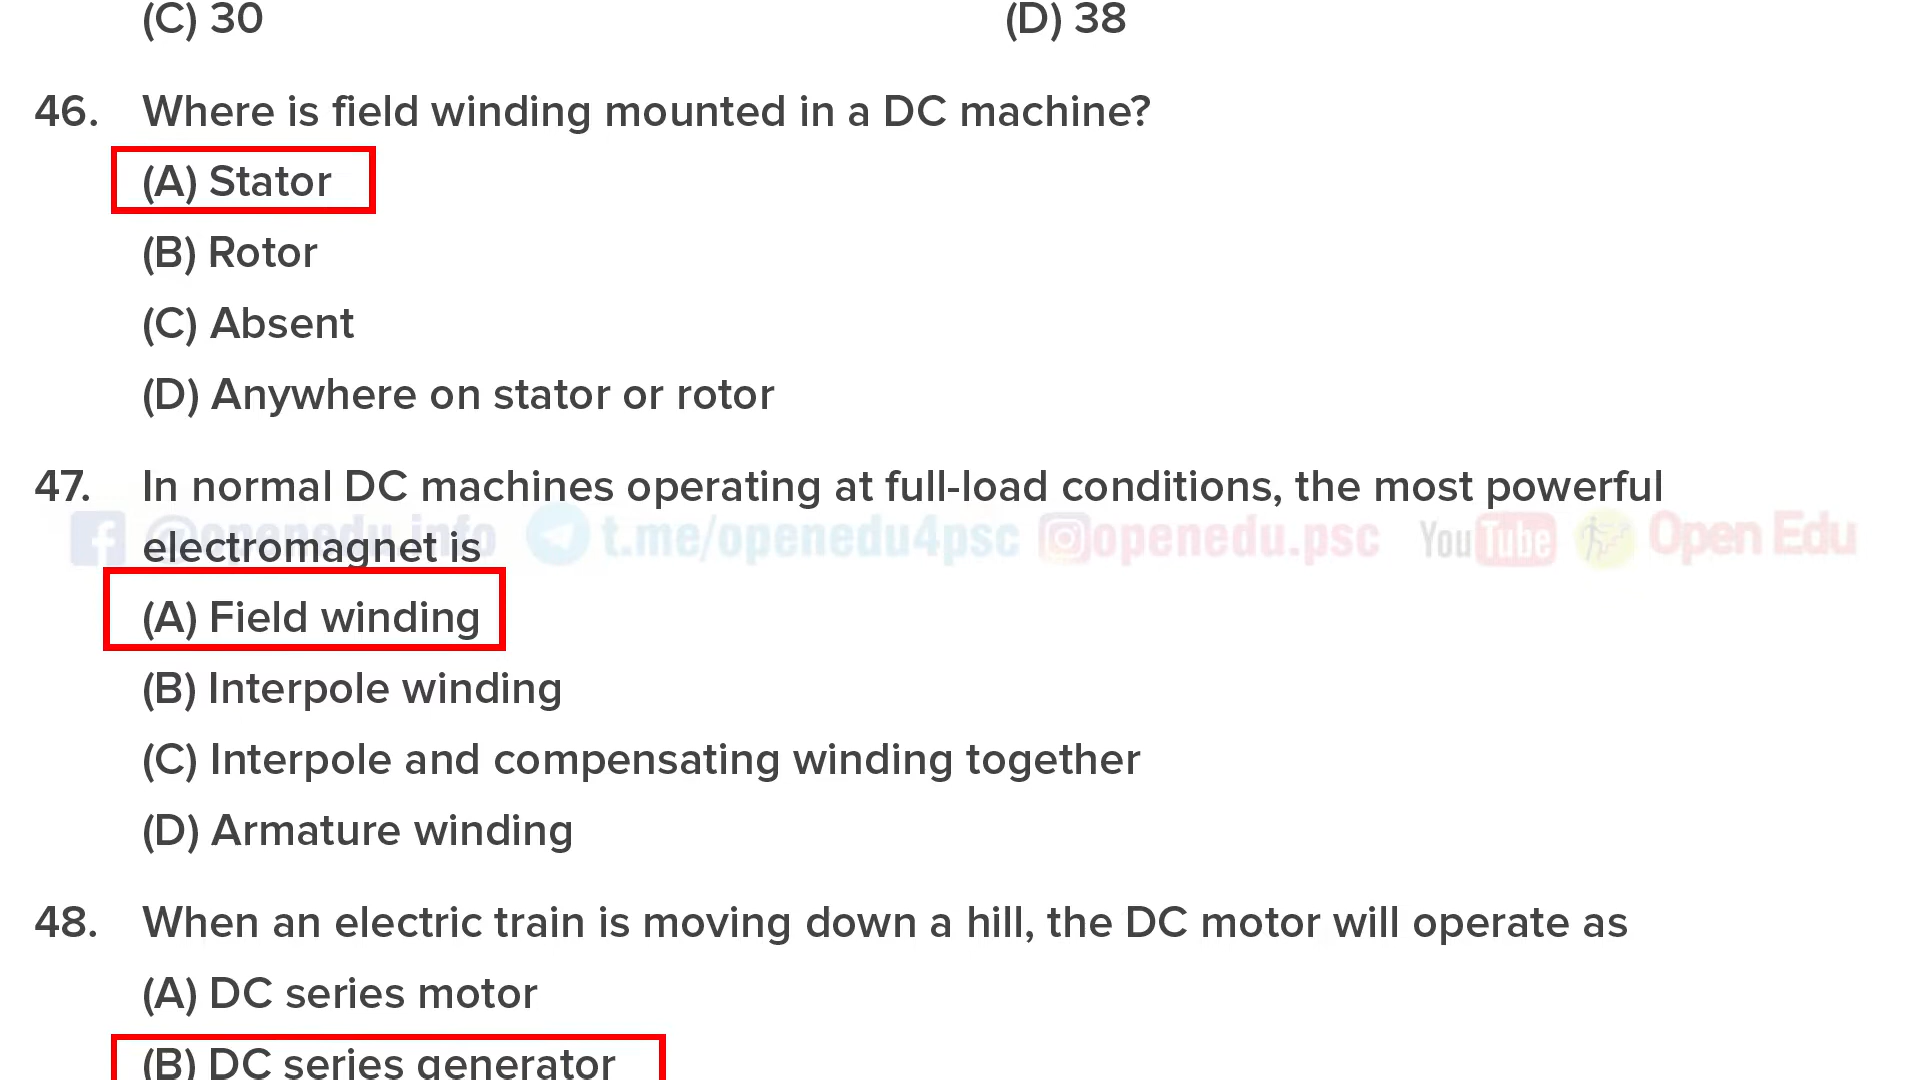 (C) 30 (D) 38
46. Where is field winding mounted in a DC machine?
(A) Stator
(B) Rotor
(C) Absent
(D) Anywhere on stator or rotor
47. In normal DC machines operating at full-load conditions, the most powerful
@openedu.info t.me/openedu4psc openedu.psc YouTube Open Edu
electromagnet is
(A) Field winding
(B) Interpole winding
(C) Interpole and compensating winding together
(D) Armature winding
48. When an electric train is moving down a hill, the DC motor will operate as
(A) DC series motor
(B) DC series generator